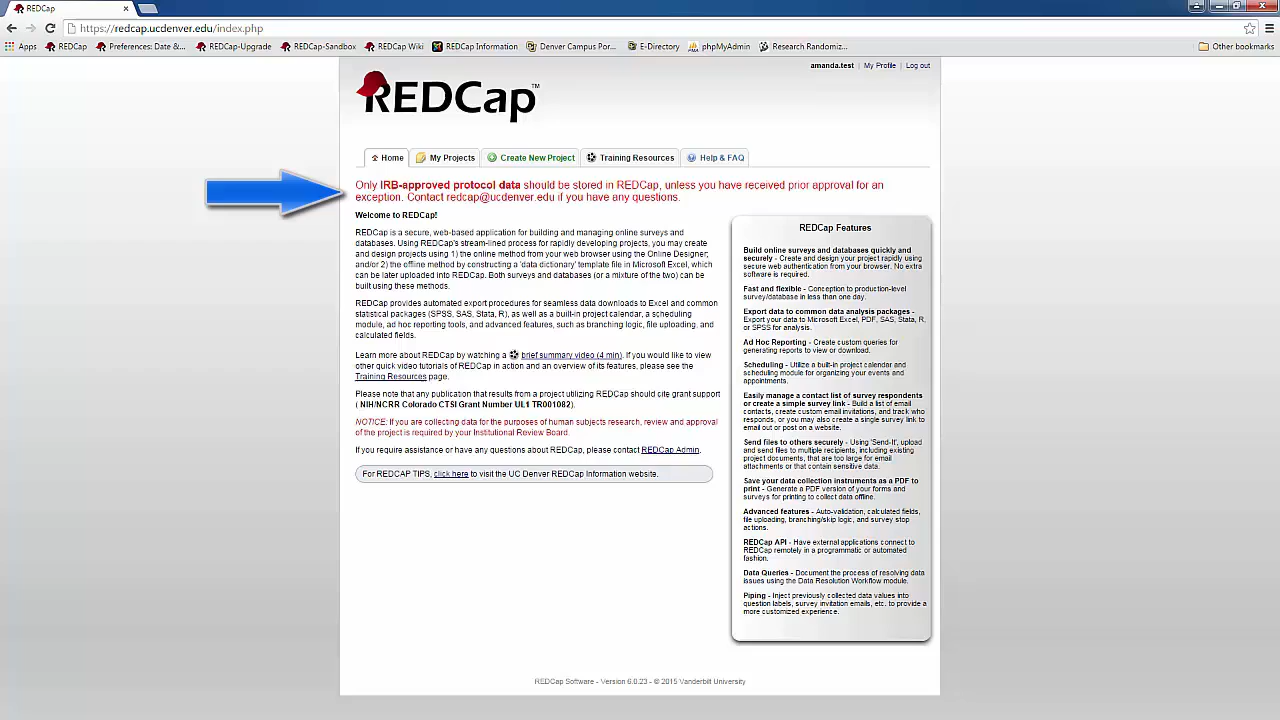 REDCap
https://redcap.ucdenver.edu/index.php
Apps REDCap Preferences: Date &... REDCap-Upgrade REDCap-Sandbox REDCap Wiki REDCap Information Denver Campus Por... E-Directory phpMyAdmin Research Randomiz... Other bookmarks
amanda.test | My Profile | Log out
REDCap™
Home My Projects Create New Project Training Resources Help & FAQ
Only IRB-approved protocol data should be stored in REDCap, unless you have received prior approval for an
exception. Contact redcap@ucdenver.edu if you have any questions.
Welcome to REDCap!
REDCap is a secure, web-based application for building and managing online surveys and
databases. Using REDCap's stream-lined process for rapidly developing projects, you may create
and design projects using 1) the online method from your web browser using the Online Designer;
and/or 2) the offline method by constructing a 'data dictionary' template file in Microsoft Excel, which
can be later uploaded into REDCap. Both surveys and databases (or a mixture of the two) can be
built using these methods.
REDCap provides automated export procedures for seamless data downloads to Excel and common
statistical packages (SPSS, SAS, Stata, R), as well as a built-in project calendar, a scheduling
module, ad hoc reporting tools, and advanced features, such as branching logic, file uploading, and
calculated fields.
Learn more about REDCap by watching a brief summary video (4 min). If you would like to view
other quick video tutorials of REDCap in action and an overview of its features, please see the
Training Resources page.
Please note that any publication that results from a project utilizing REDCap should cite grant support
( NIH/NCRR Colorado CTSI Grant Number UL1 TR001082).
NOTICE: If you are collecting data for the purposes of human subjects research, review and approval
of the project is required by your Institutional Review Board.
If you require assistance or have any questions about REDCap, please contact REDCap Admin.
For REDCAP TIPS, click here to visit the UC Denver REDCap Information website.
REDCap Features
Build online surveys and databases quickly and
securely - Create and design your project rapidly using
secure web authentication from your browser. No extra
software is required.
Fast and flexible - Conception to production-level
survey/database in less than one day.
Export data to common data analysis packages -
Export your data to Microsoft Excel, PDF, SAS, Stata, R,
or SPSS for analysis.
Ad Hoc Reporting - Create custom queries for
generating reports to view or download.
Scheduling - Utilize a built-in project calendar and
scheduling module for organizing your events and
appointments.
Easily manage a contact list of survey respondents
or create a simple survey link - Build a list of email
contacts, create custom email invitations, and track who
responds, or you may also create a single survey link to
email out or post on a website.
Send files to others securely - Using 'Send-It', upload
and send files to multiple recipients, including existing
project documents, that are too large for email
attachments or that contain sensitive data.
Save your data collection instruments as a PDF to
print - Generate a PDF version of your forms and
surveys for printing to collect data offline.
Advanced features - Auto-validation, calculated fields,
file uploading, branching/skip logic, and survey stop
actions.
REDCap API - Have external applications connect to
REDCap remotely in a programmatic or automated
fashion.
Data Queries - Document the process of resolving data
issues using the Data Resolution Workflow module.
Piping - Inject previously collected data values into
question labels, survey invitation emails, etc. to provide a
more customized experience.
REDCap Software - Version 6.0.23 - © 2015 Vanderbilt University